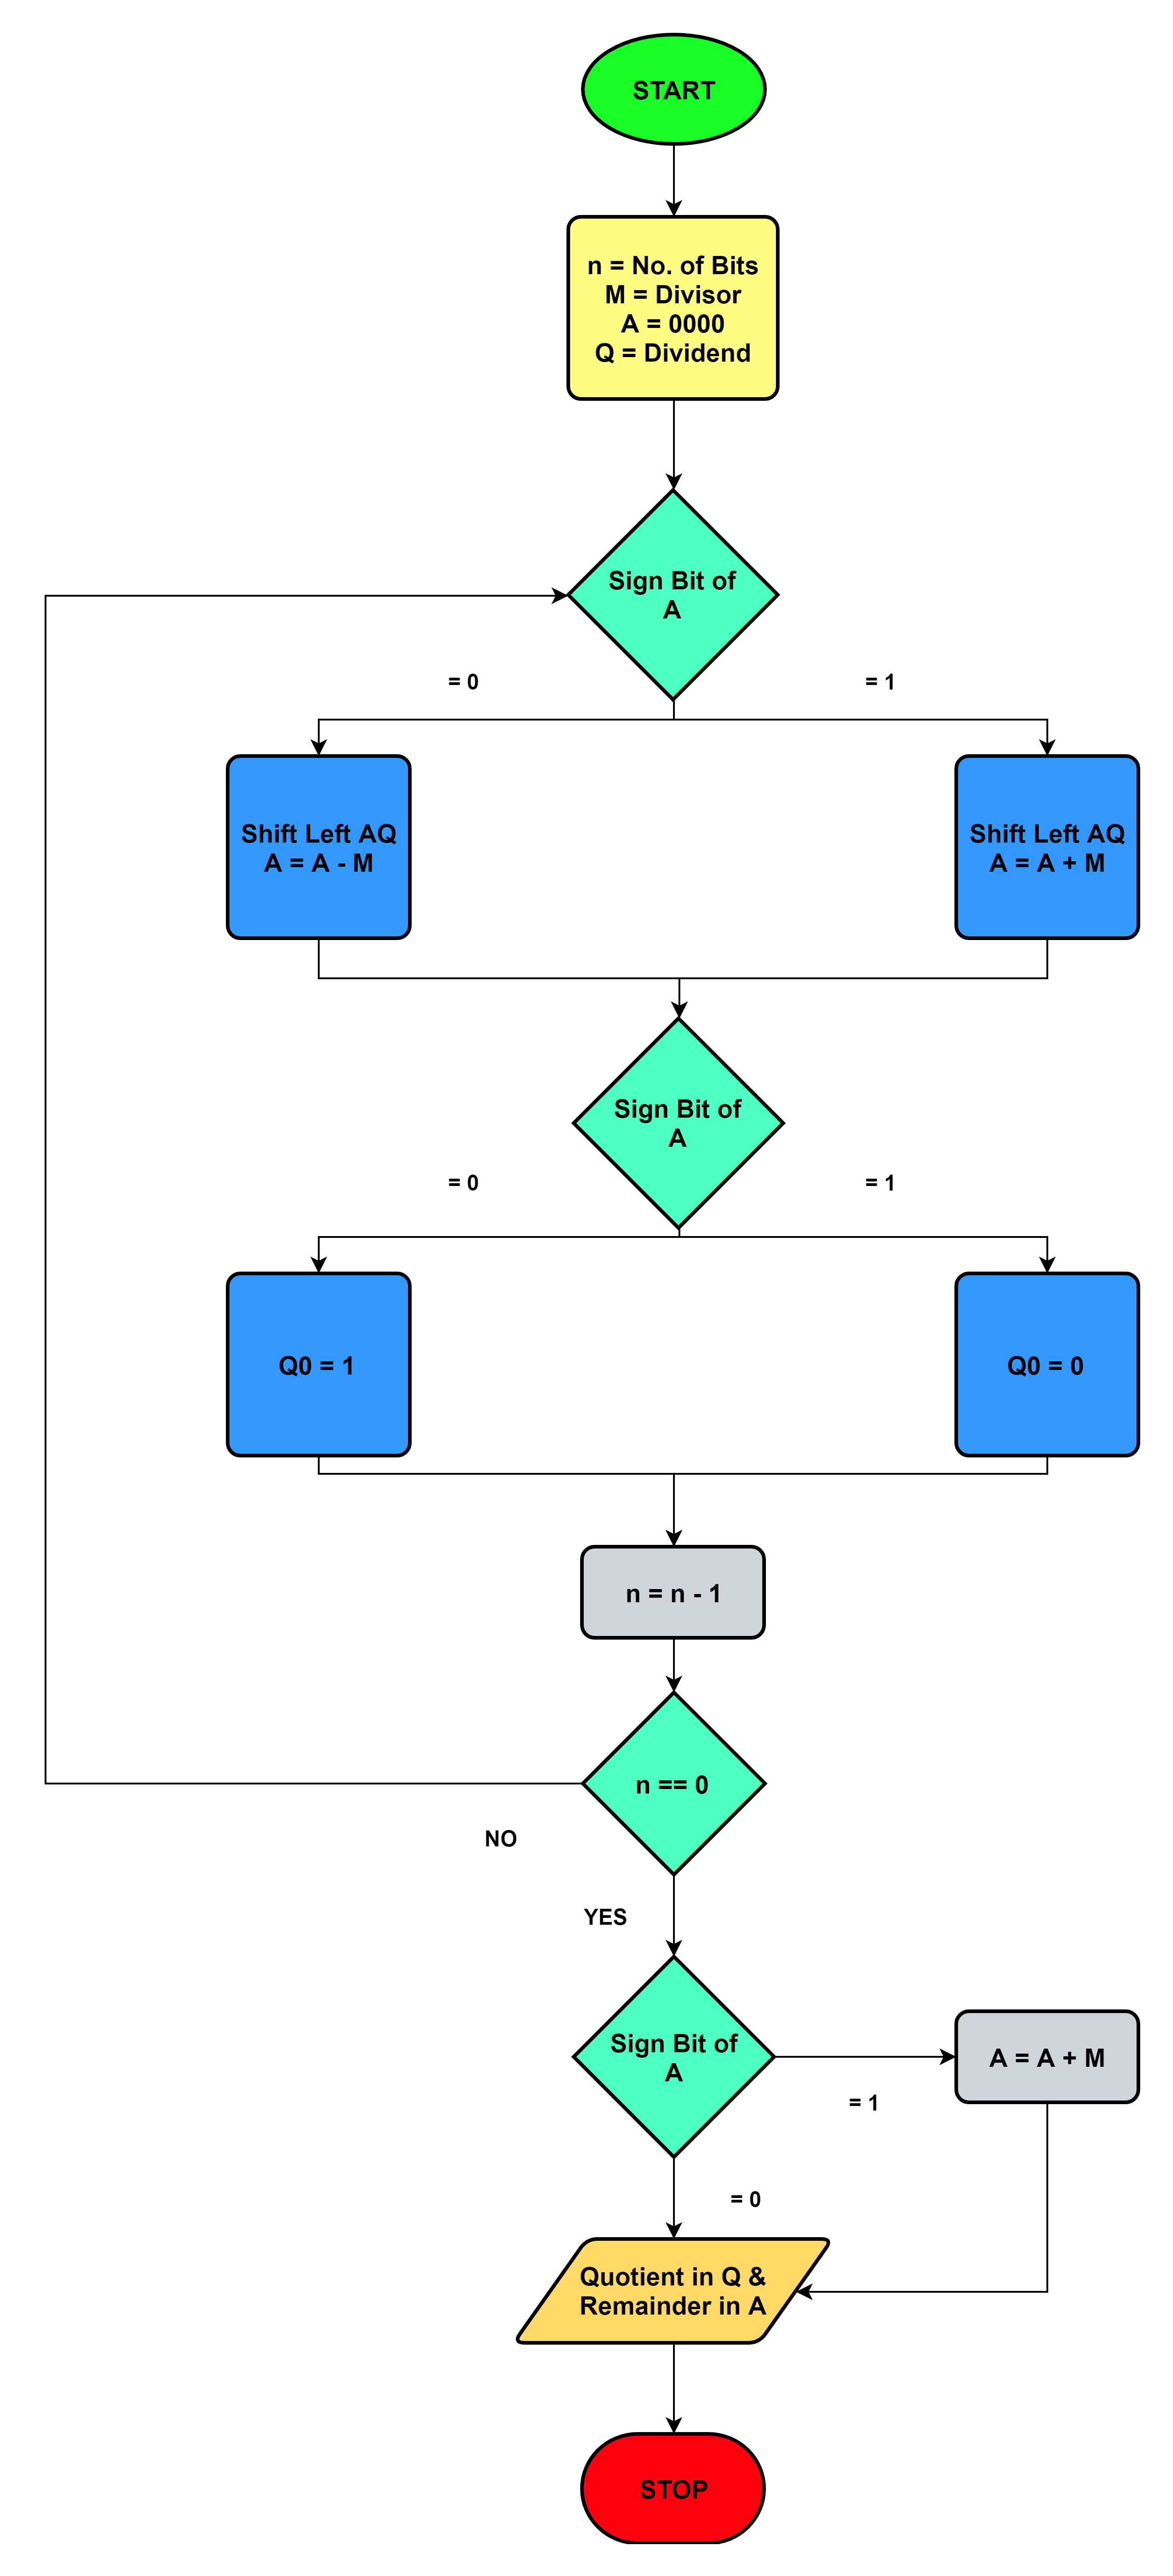 START
n = No. of Bits
M = Divisor
A = 0000
Q = Dividend
Sign Bit of
A
= 0
= 1
Shift Left AQ
A = A - M
Shift Left AQ
A = A + M
Sign Bit of
A
= 0
= 1
Q0 = 1
Q0 = 0
n = n - 1
n == 0
NO
YES
Sign Bit of
A
= 1
A = A + M
= 0
Quotient in Q &
Remainder in A
STOP